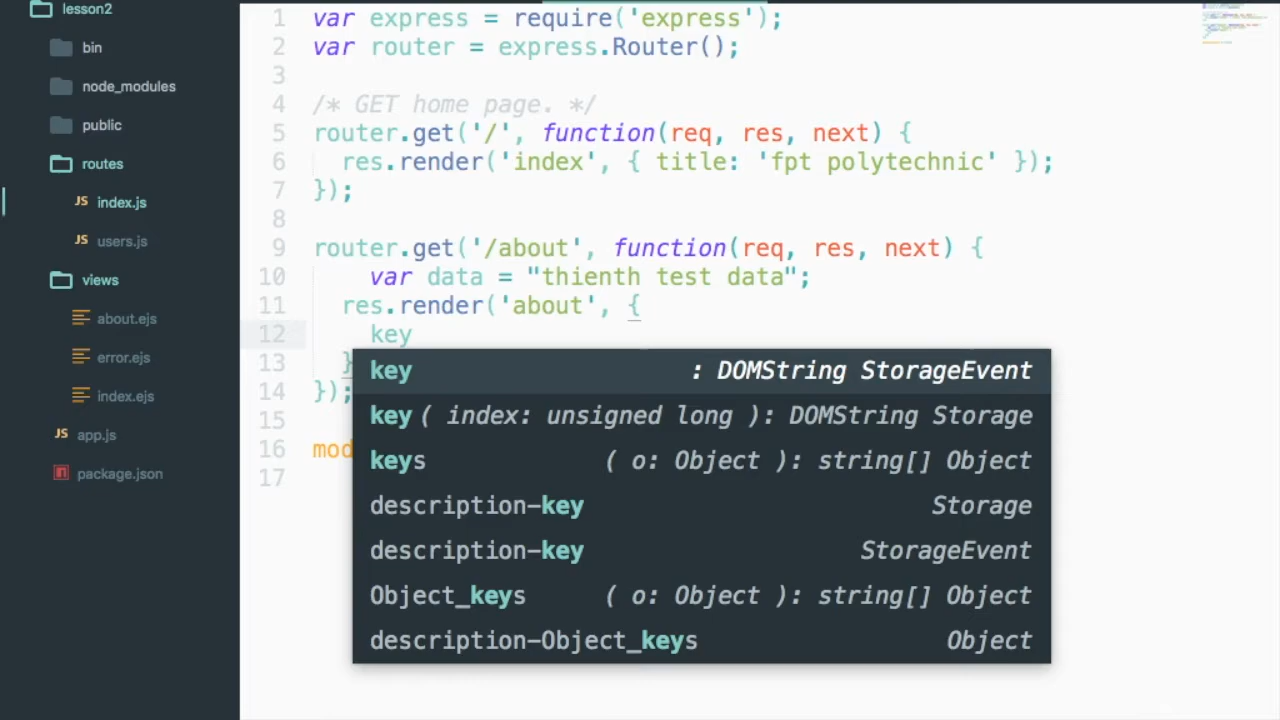 lesson2
bin
node_modules
public
routes
JS index.js
JS users.js
views
about.ejs
error.ejs
index.ejs
JS app.js
package.json
1 var express = require('express');
2 var router = express.Router();
3
4 /* GET home page. */
5 router.get('/', function(req, res, next) {
6 res.render('index', { title: 'fpt polytechnic' });
7 });
8
9 router.get('/about', function(req, res, next) {
10 var data = "thienth test data";
11 res.render('about', {
12 key
13 }
14 });
15
16 mod
17
key : DOMString StorageEvent
key( index: unsigned long ): DOMString Storage
keys ( o: Object ): string[] Object
description-key Storage
description-key StorageEvent
Object_keys ( o: Object ): string[] Object
description-Object_keys Object